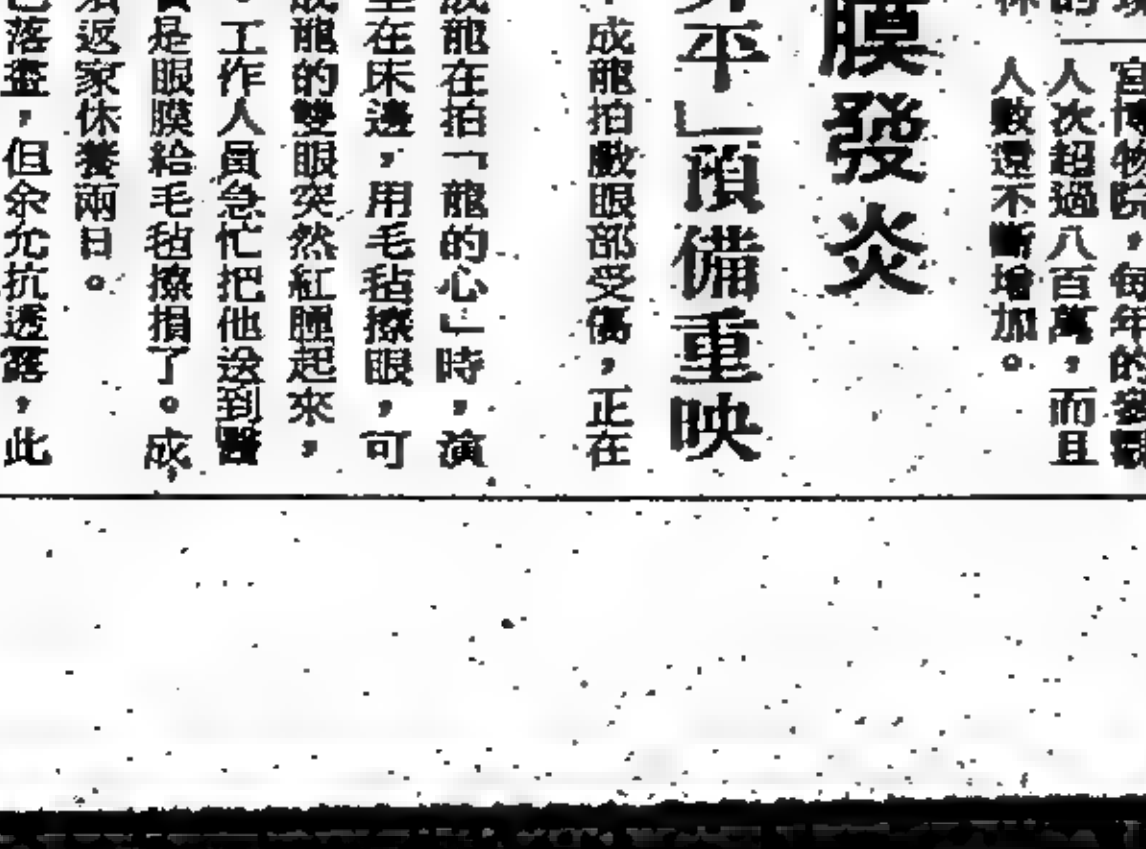 宮博物院,每年的參觀
人次超過八百萬,而且
人數還不斷增加。
膜發炎
昇平」預備重映
成龍拍戲眼部受傷,正在
成龍在拍「龍的心」時,演
在床邊,用毛毡擦眼,可
成龍的雙眼突然紅腫起來,
。工作人員急忙把他送到醫
是眼膜給毛毡擦損了。成
須返家休養兩日。
落盡,但余允抗透露,此